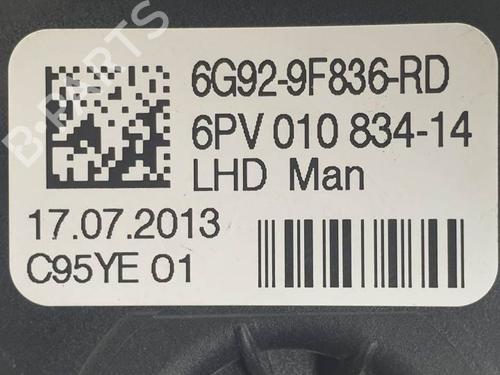 B-PARTS
6G92-9F836-RD
6PV 010 834-14
LHD Man
17.07.2013
C95YE 01